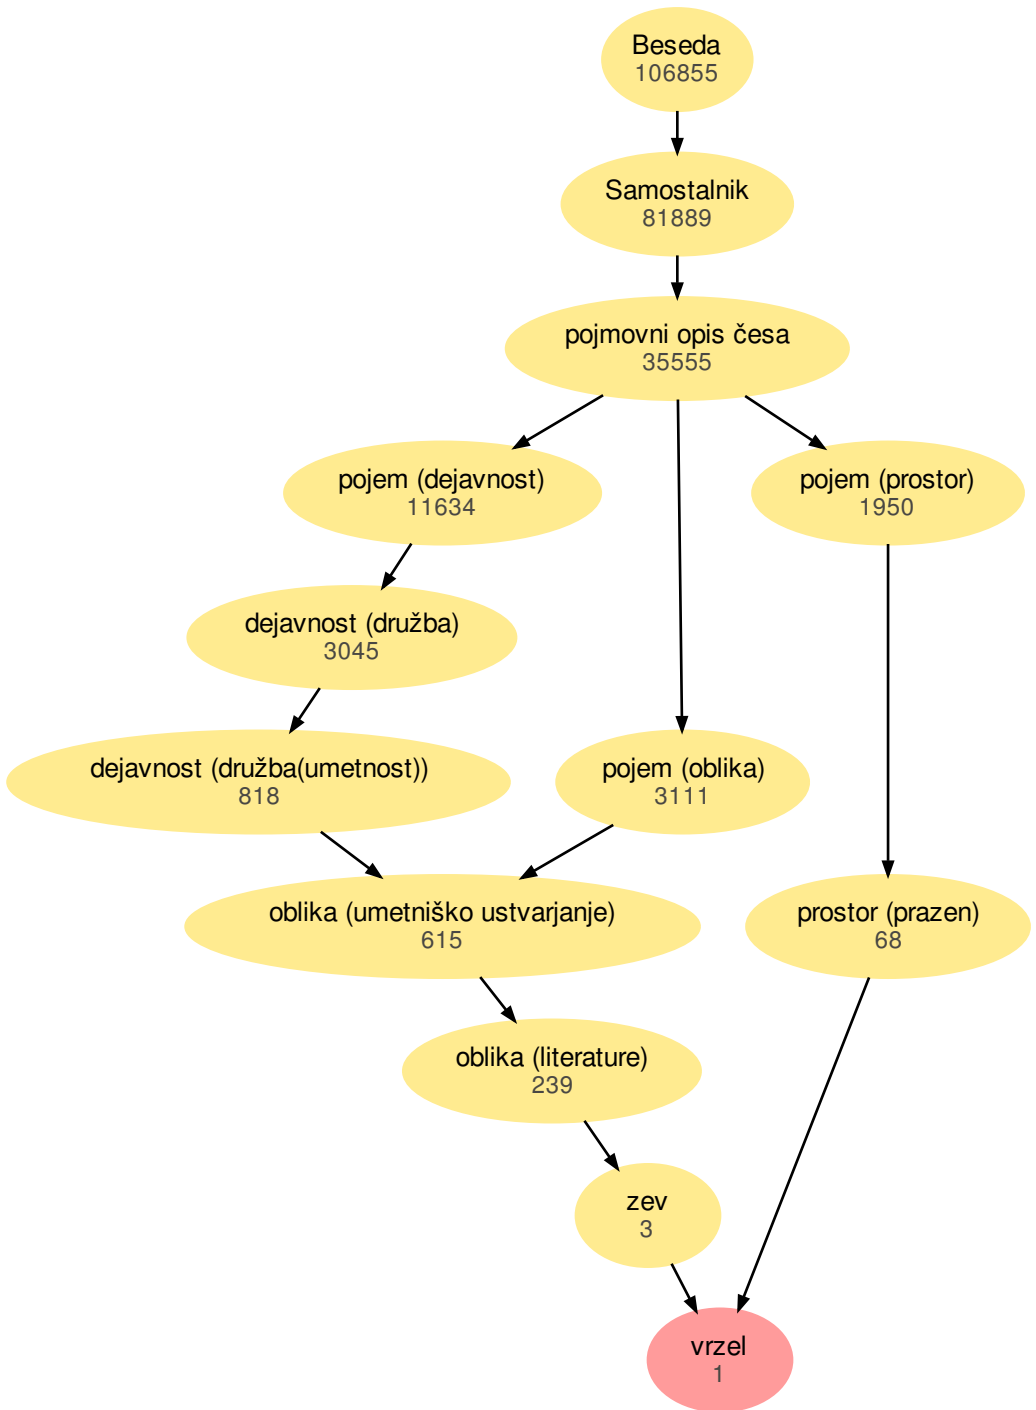 Beseda
106855
Samostalnik
81889
pojmovni opis česa
35555
pojem (dejavnost)
11634
pojem (prostor)
1950
dejavnost (družba)
3045
dejavnost (družba(umetnost))
818
pojem (oblika)
3111
oblika (umetniško ustvarjanje)
615
prostor (prazen)
68
oblika (literature)
239
zev
3
vrzel
1